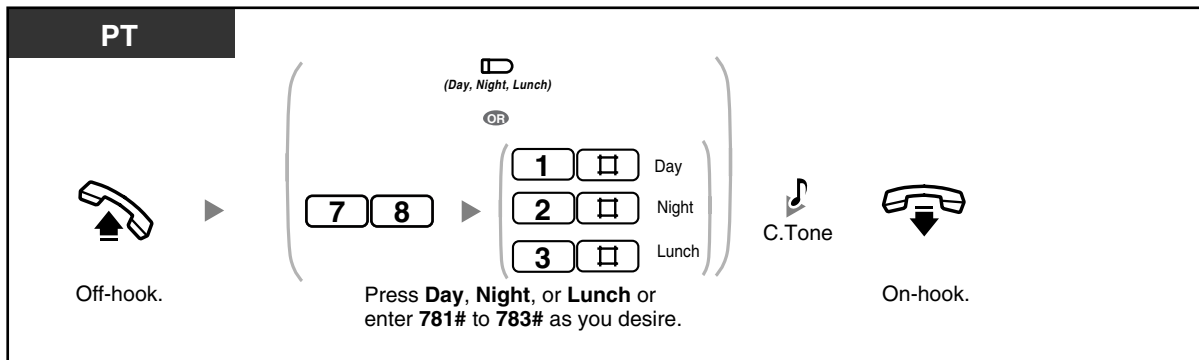 PT
(Day, Night, Lunch)
OR
1 # Day
7 8
2 # Night
3 # Lunch
C.Tone
Off-hook.
Press Day, Night, or Lunch or
enter 781# to 783# as you desire.
On-hook.